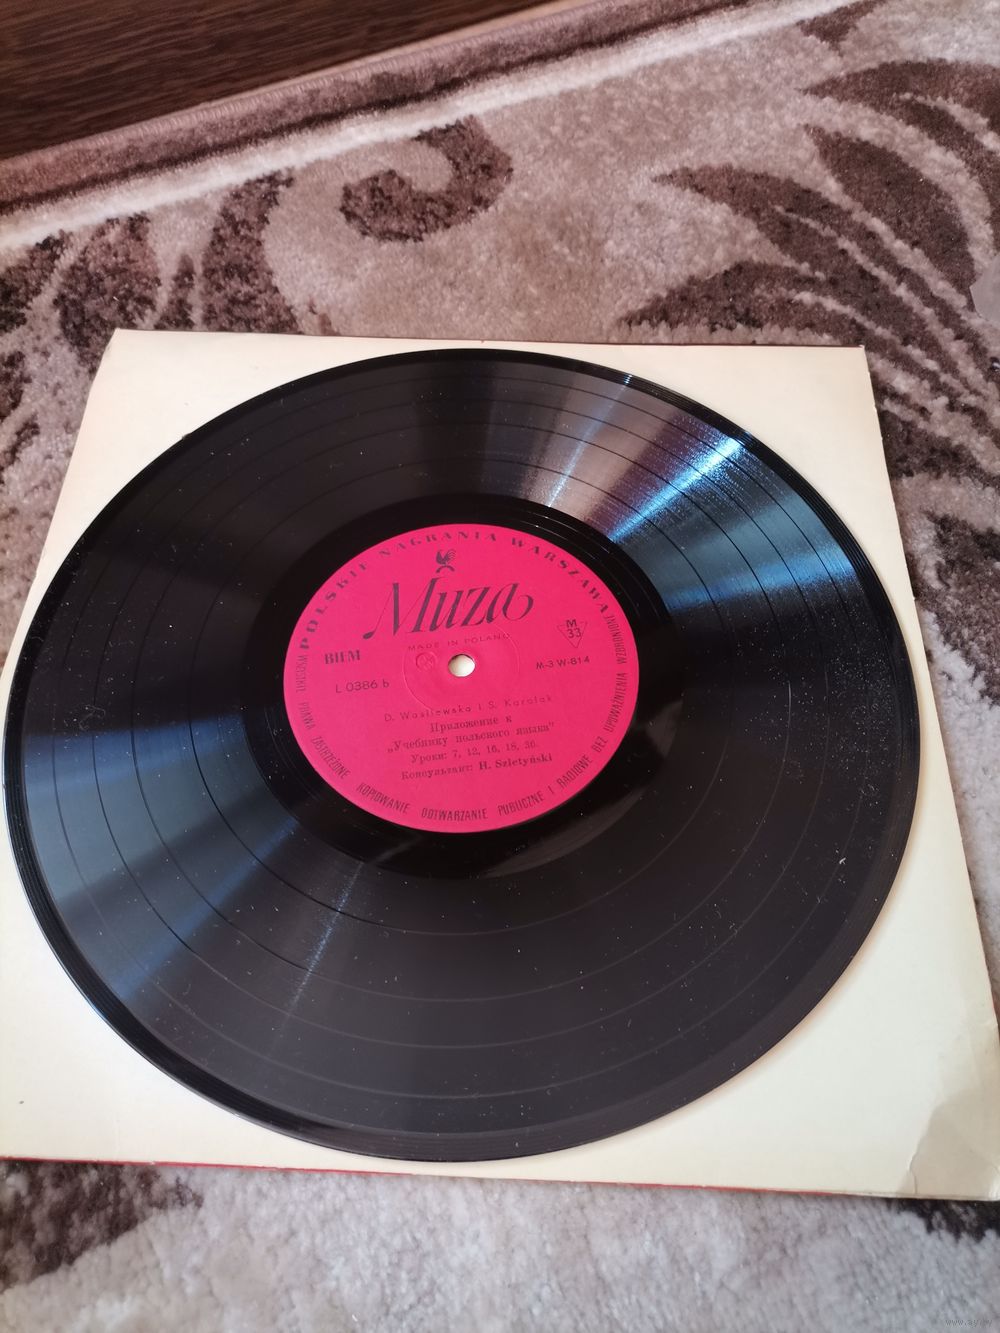 POLSKIE NAGRANIA WARSZAWA
Muza
MADE IN POLAND
BIEM
M
33
L 0386 b
M-3 W-814
D. Wasilewska i S. Karolak
Приложение к
„Учебнику польского языка"
Уроки: 7, 12, 16, 18, 30.
Консультант: H. Szletyński
WSZELKIE PRAWA ZASTRZEŻONE KOPIOWANIE ODTWARZANIE PUBLICZNE I RADIOWE BEZ UPOWAŻNIENIA WZBRONIONE